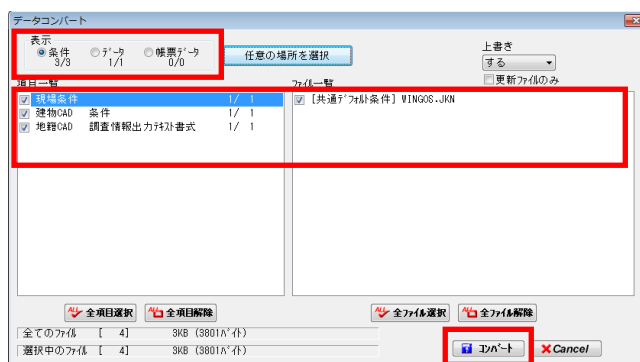 データコンバート
表示
条件 ﾃﾞｰﾀ 帳票ﾃﾞｰﾀ
3/3 1/1 0/0
任意の場所を選択
上書き
する
更新ﾌｧｲﾙのみ
項目一覧
ﾌｧｲﾙ一覧
現場条件 1/ 1
建物CAD 条件 1/ 1
地籍CAD 調査情報出力ﾃｷｽﾄ書式 1/ 1
[共通ﾃﾞﾌｫﾙﾄ条件] WINGOS.JKN
ALL 全項目選択
ALL 全項目解除
ALL 全ﾌｧｲﾙ選択
ALL 全ﾌｧｲﾙ解除
全てのﾌｧｲﾙ [ 4] 3KB (3801ﾊﾞｲﾄ)
選択中のﾌｧｲﾙ [ 4] 3KB (3801ﾊﾞｲﾄ)
ｺﾝﾊﾞｰﾄ
Cancel